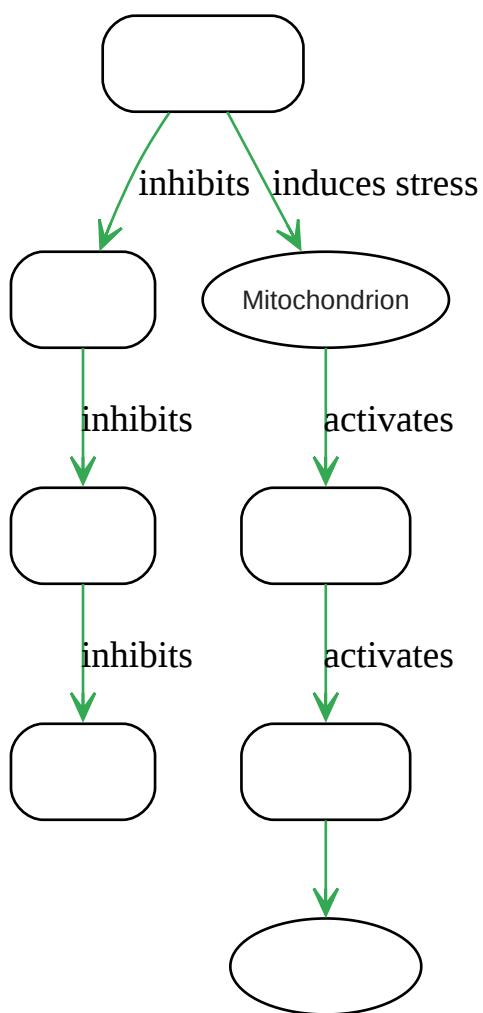 inhibits
induces stress
Mitochondrion
inhibits
activates
inhibits
activates